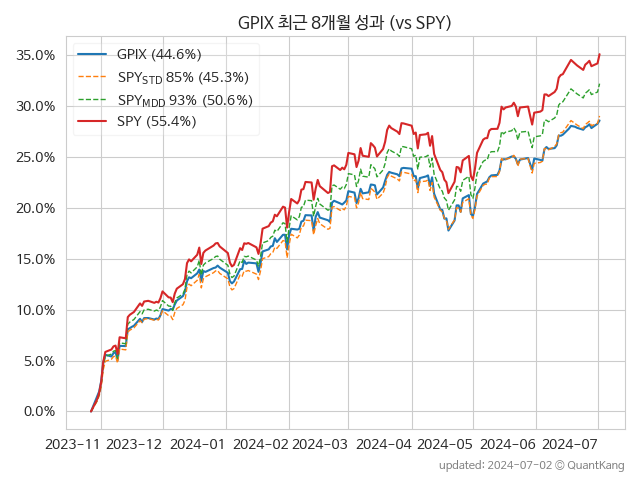 GPIX 최근 8개월 성과 (vs SPY)
GPIX (44.6%)
SPY_STD 85% (45.3%)
SPY_MDD 93% (50.6%)
SPY (55.4%)
35.0%
30.0%
25.0%
20.0%
15.0%
10.0%
5.0%
0.0%
2023-11 2023-12 2024-01 2024-02 2024-03 2024-04 2024-05 2024-06 2024-07
updated: 2024-07-02 © QuantKang